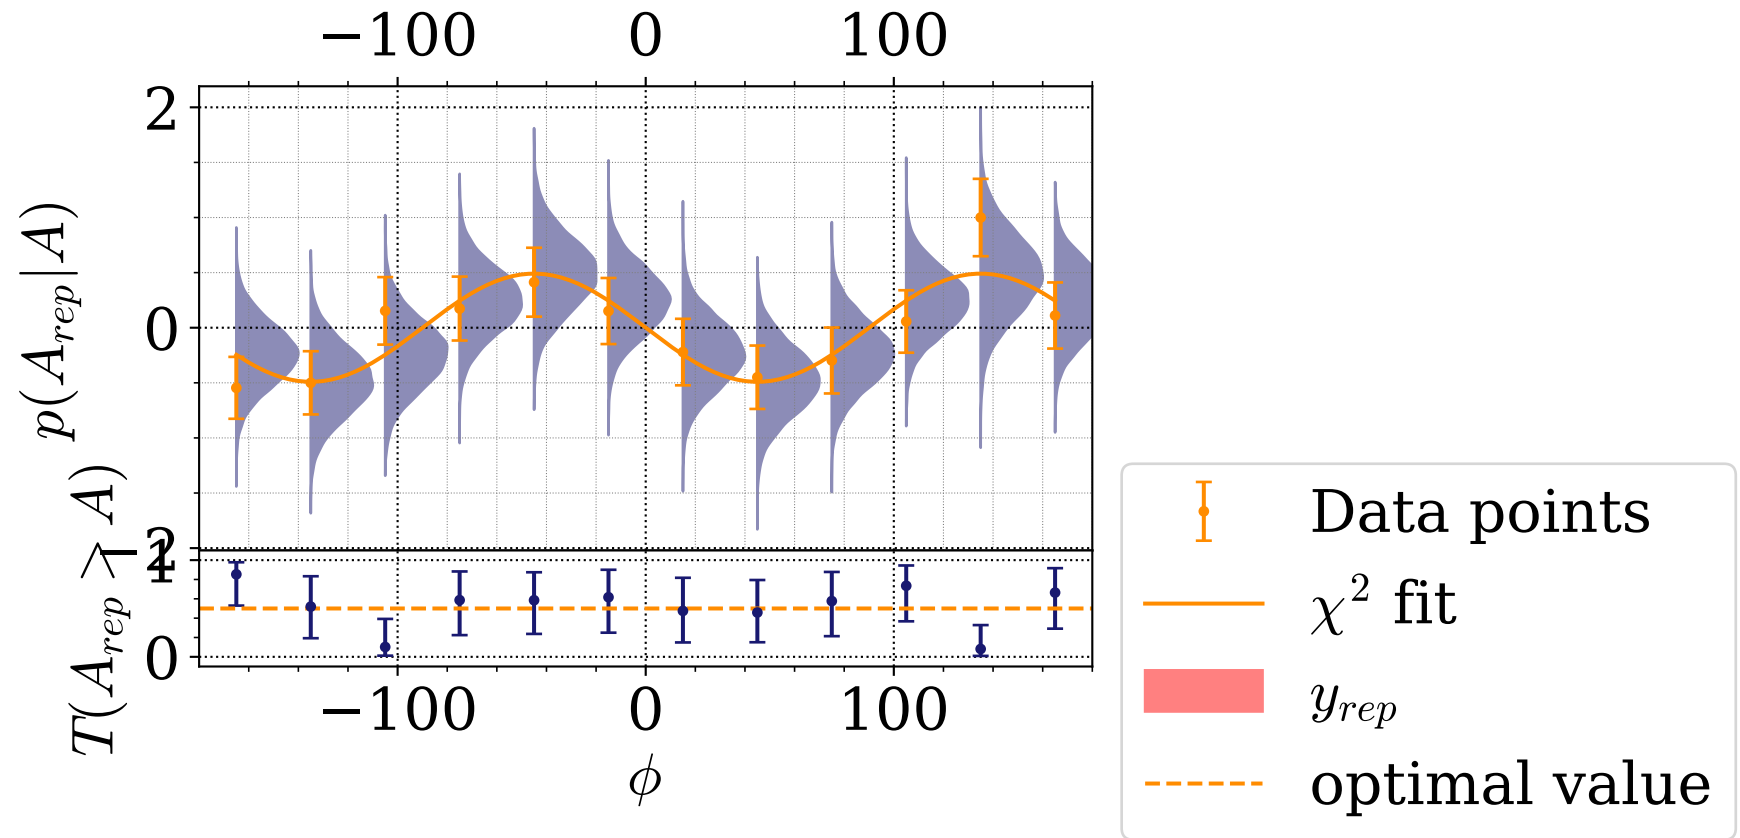 −100 0 100
2
0
−2
p(A_{rep}|A)
1
0
T(A_{rep} > A)
−100 0 100
ϕ
Data points
χ² fit
y_{rep}
optimal value